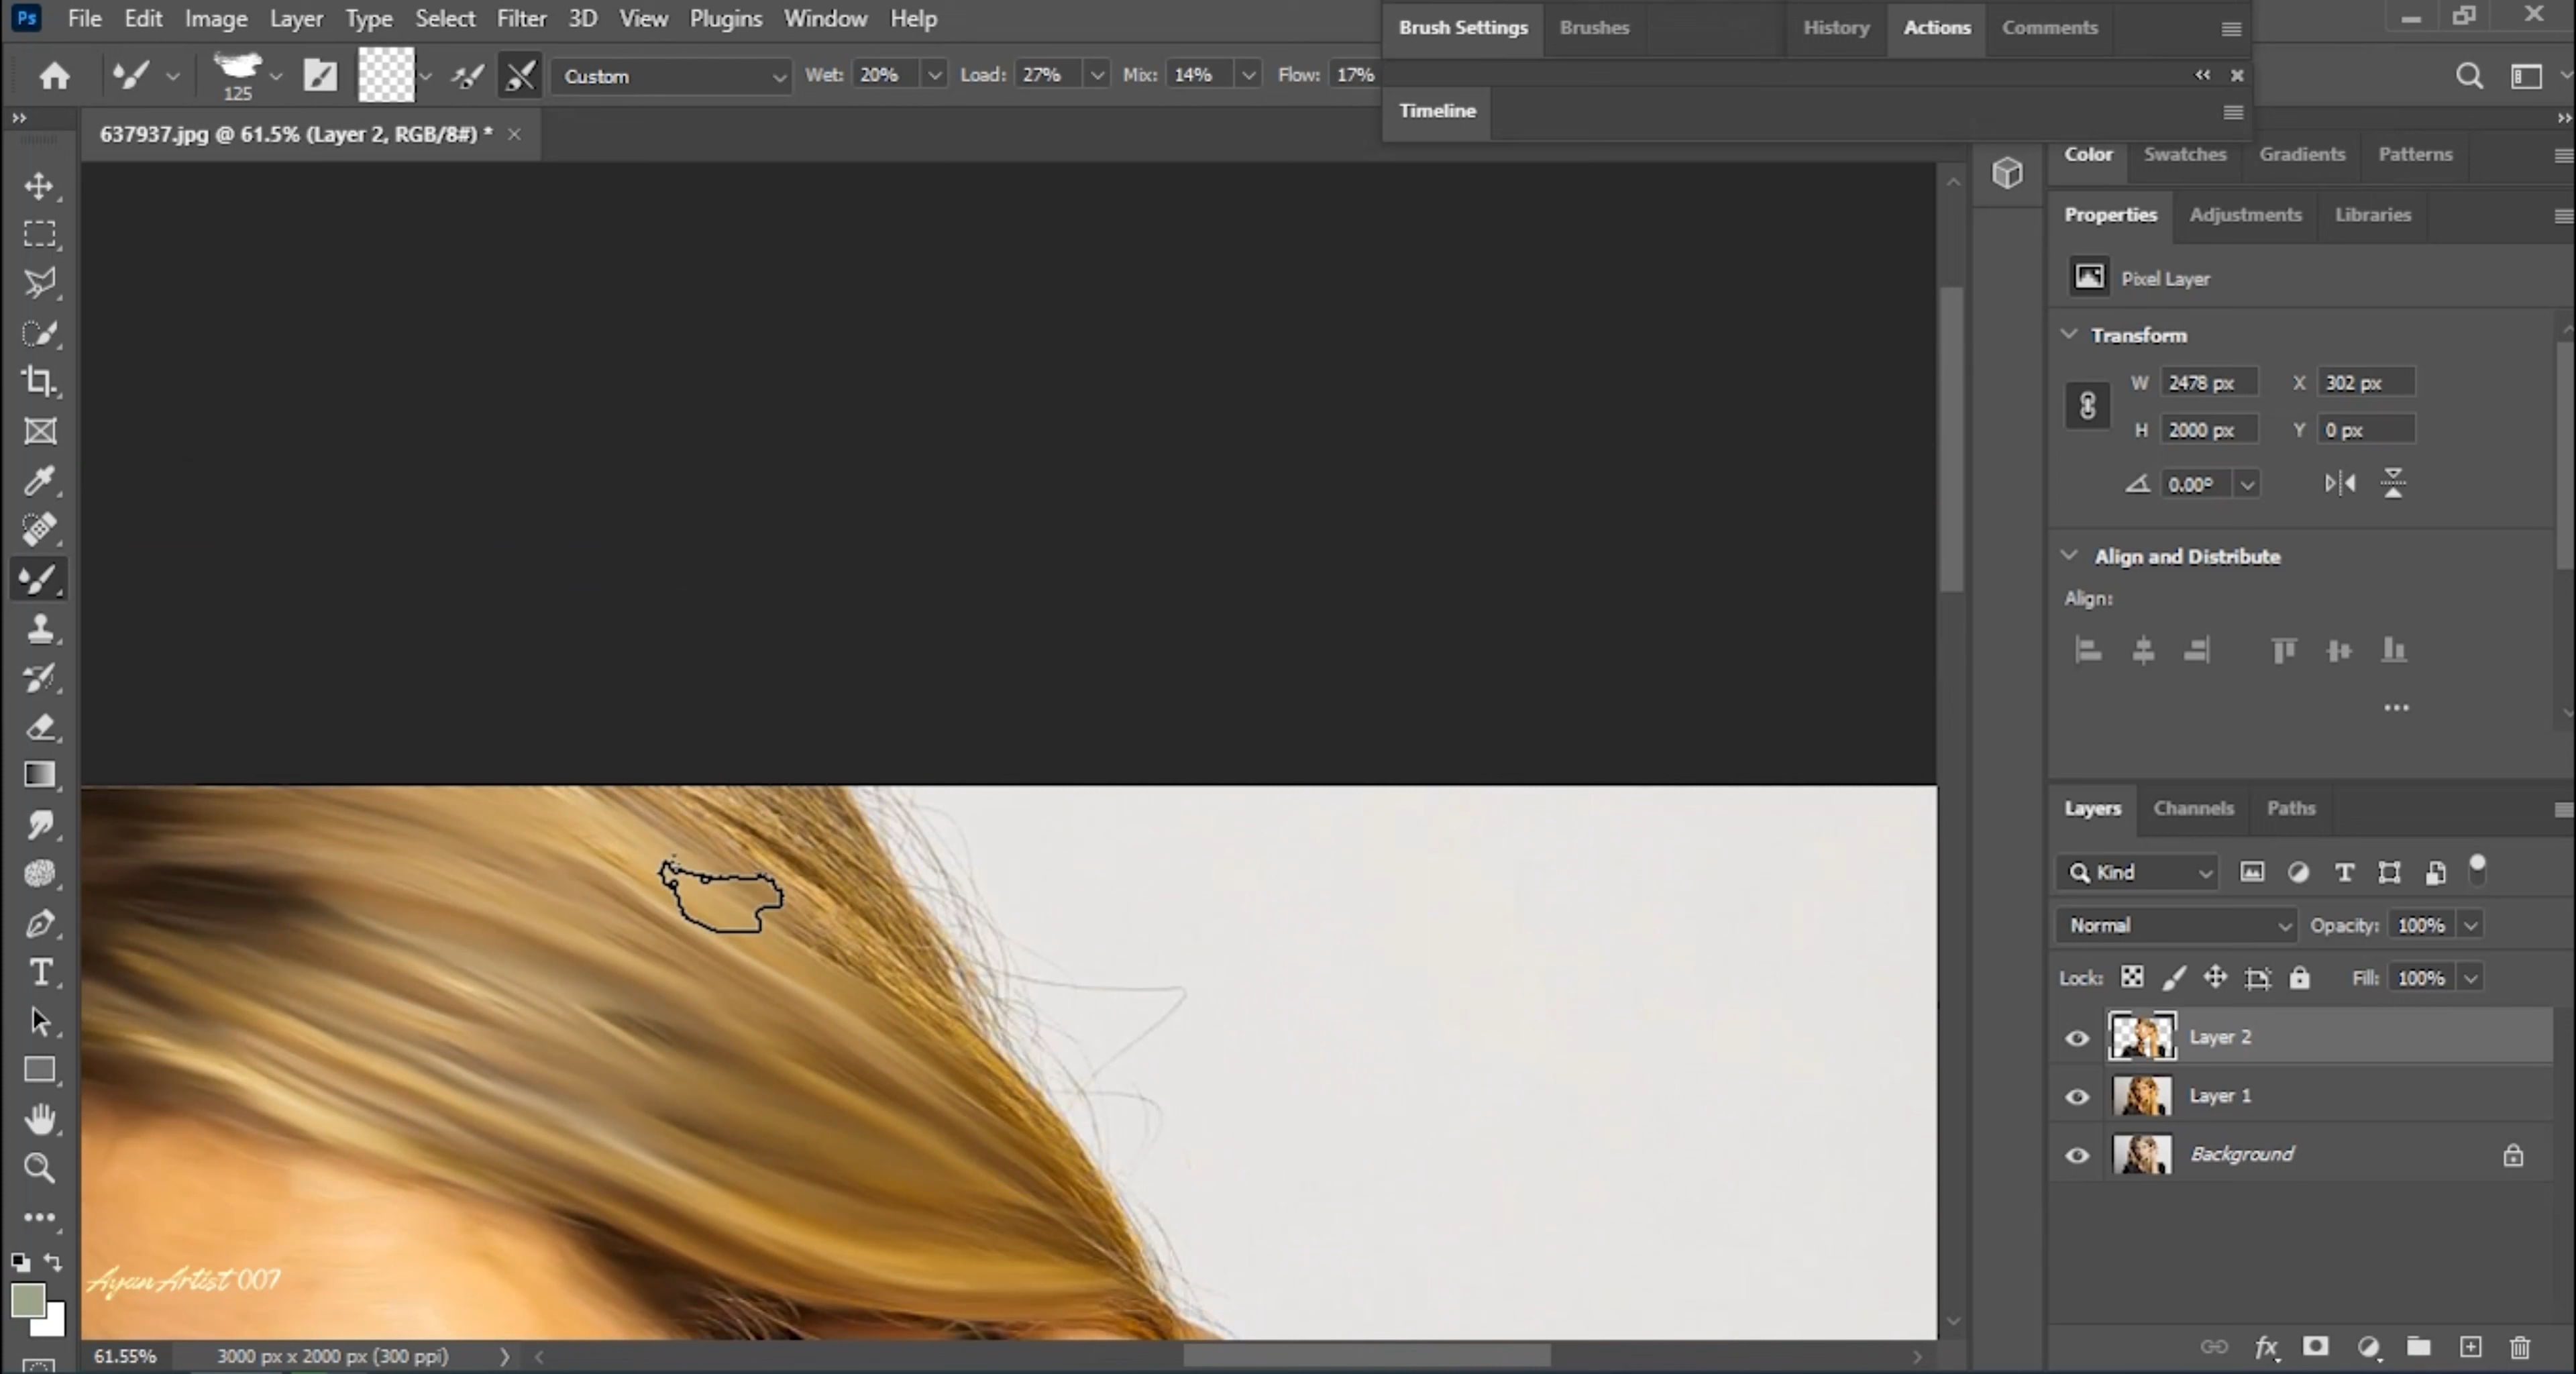 Ps File Edit Image Layer Type Select Filter 3D View Plugins Window Help
Brush Settings Brushes History Actions Comments
125 Custom Wet: 20% Load: 27% Mix: 14% Flow: 17%
Timeline
637937.jpg @ 61.5% (Layer 2, RGB/8#) *
Color Swatches Gradients Patterns
Properties Adjustments Libraries
Pixel Layer
Transform
W 2478 px X 302 px
H 2000 px Y 0 px
0.00°
Align and Distribute
Align:
Layers Channels Paths
Kind
Normal Opacity: 100%
Lock: Fill: 100%
Layer 2
Layer 1
Background
Ayan Artist 007
61.55% 3000 px x 2000 px (300 ppi)